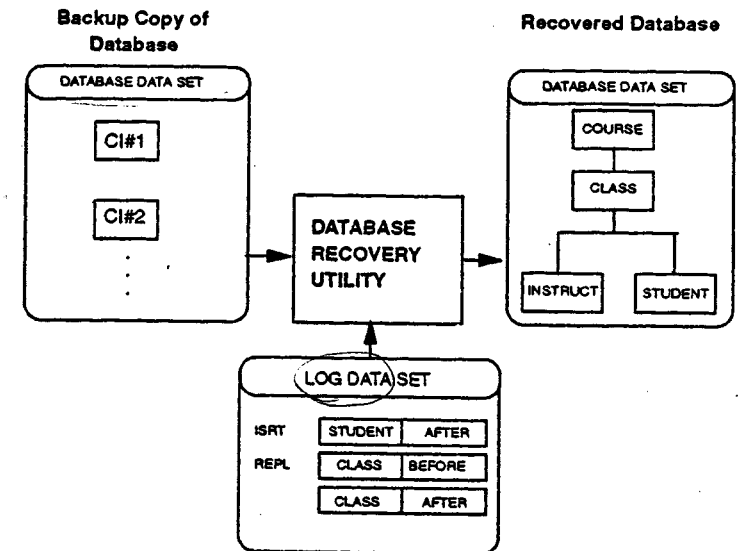 Backup Copy of
Database
DATABASE DATA SET
CI#1
CI#2
DATABASE
RECOVERY
UTILITY
Recovered Database
DATABASE DATA SET
COURSE
CLASS
INSTRUCT
STUDENT
LOG DATA SET
ISRT STUDENT AFTER
REPL CLASS BEFORE
CLASS AFTER